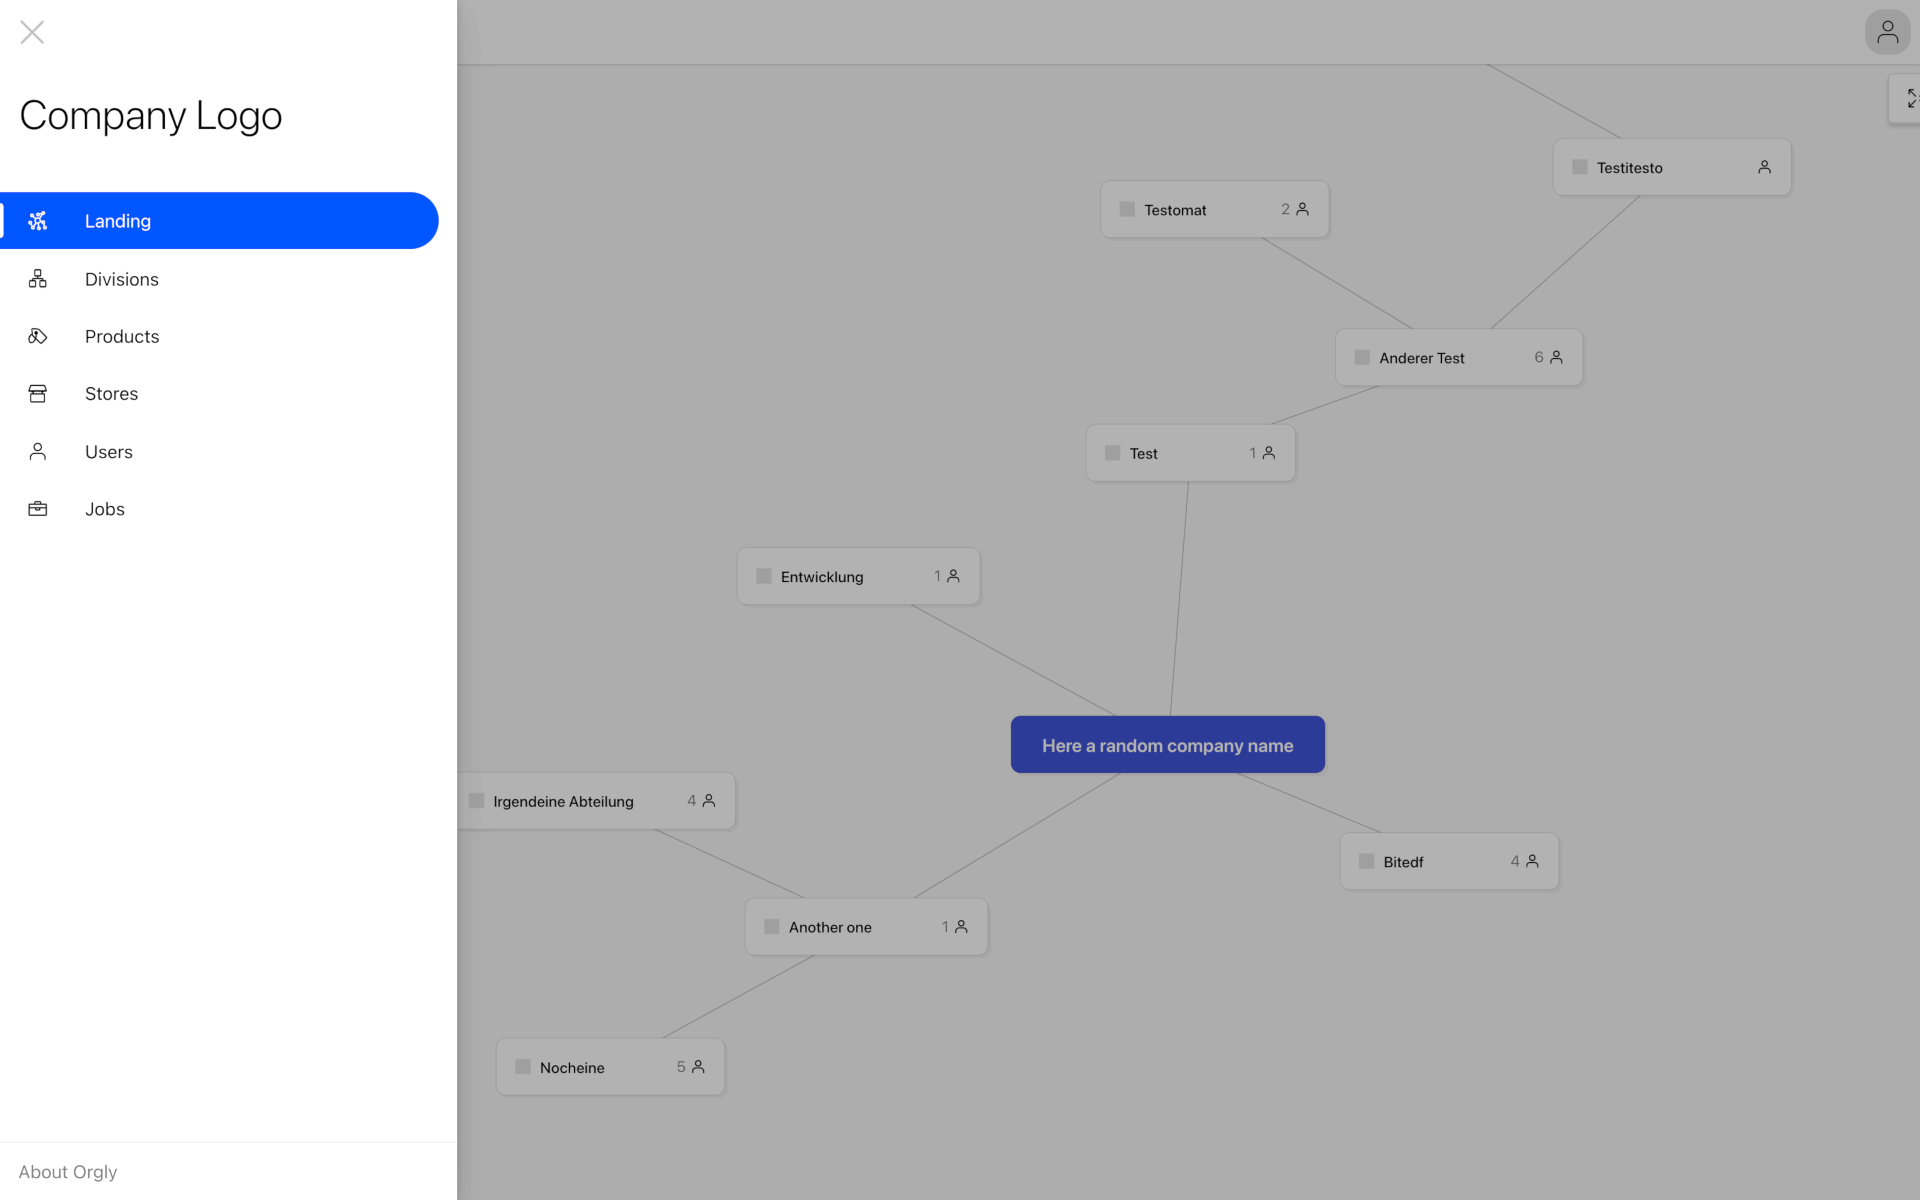 Company Logo
Landing
Divisions
Products
Stores
Users
Jobs
About Orgly
Testitesto
Testomat 2
Anderer Test 6
Test 1
Entwicklung 1
Here a random company name
Irgendeine Abteilung 4
Bitedf 4
Another one 1
Nocheine 5